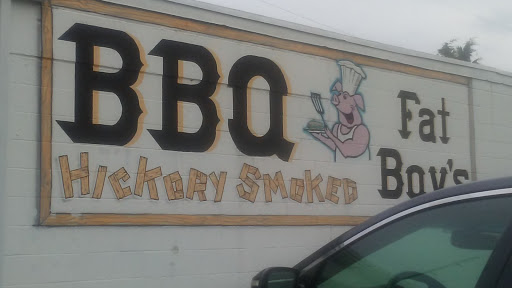 BBQ
Hickory Smoked
Fat
Boy's